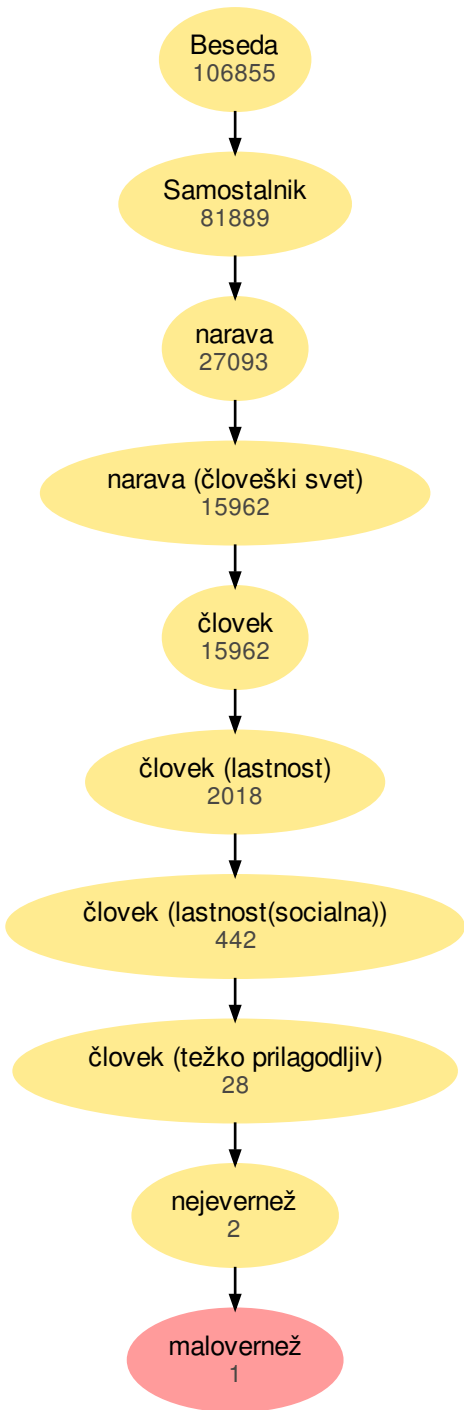 Beseda
106855
Samostalnik
81889
narava
27093
narava (človeški svet)
15962
človek
15962
človek (lastnost)
2018
človek (lastnost(socialna))
442
človek (težko prilagodljiv)
28
nejevernež
2
malovernež
1